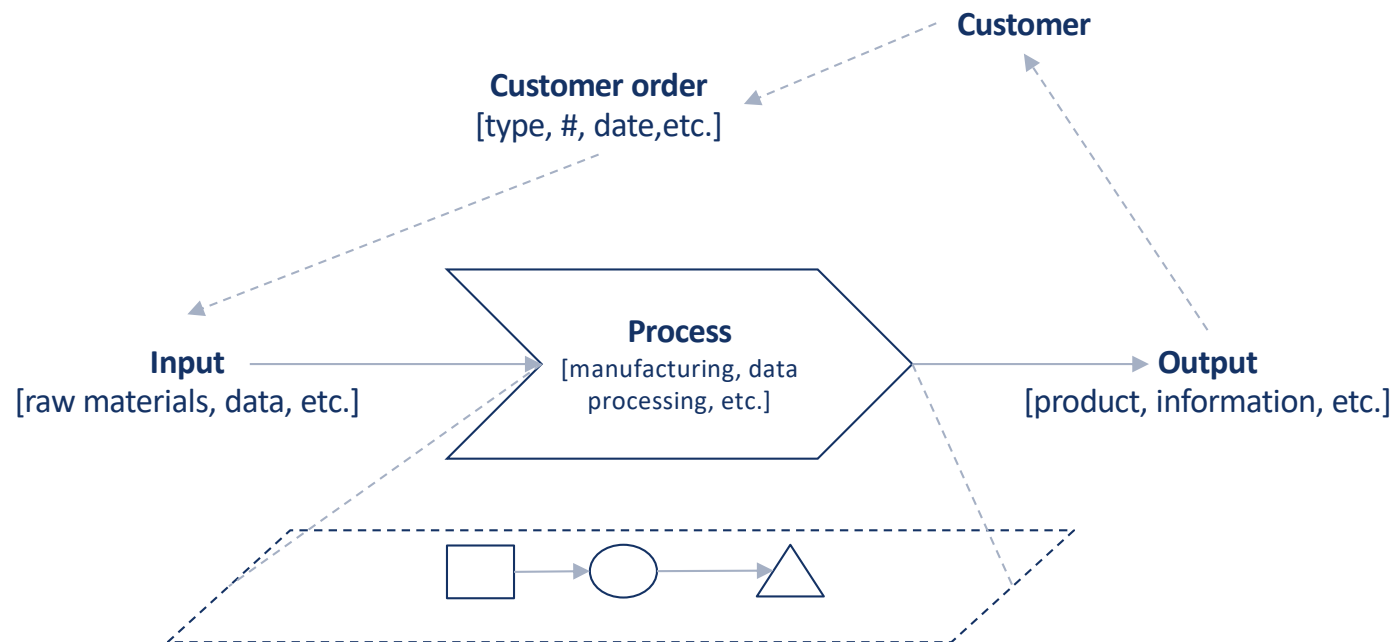 Customer
Customer order
[type, #, date,etc.]
Process
[manufacturing, data
processing, etc.]
Input
[raw materials, data, etc.]
Output
[product, information, etc.]